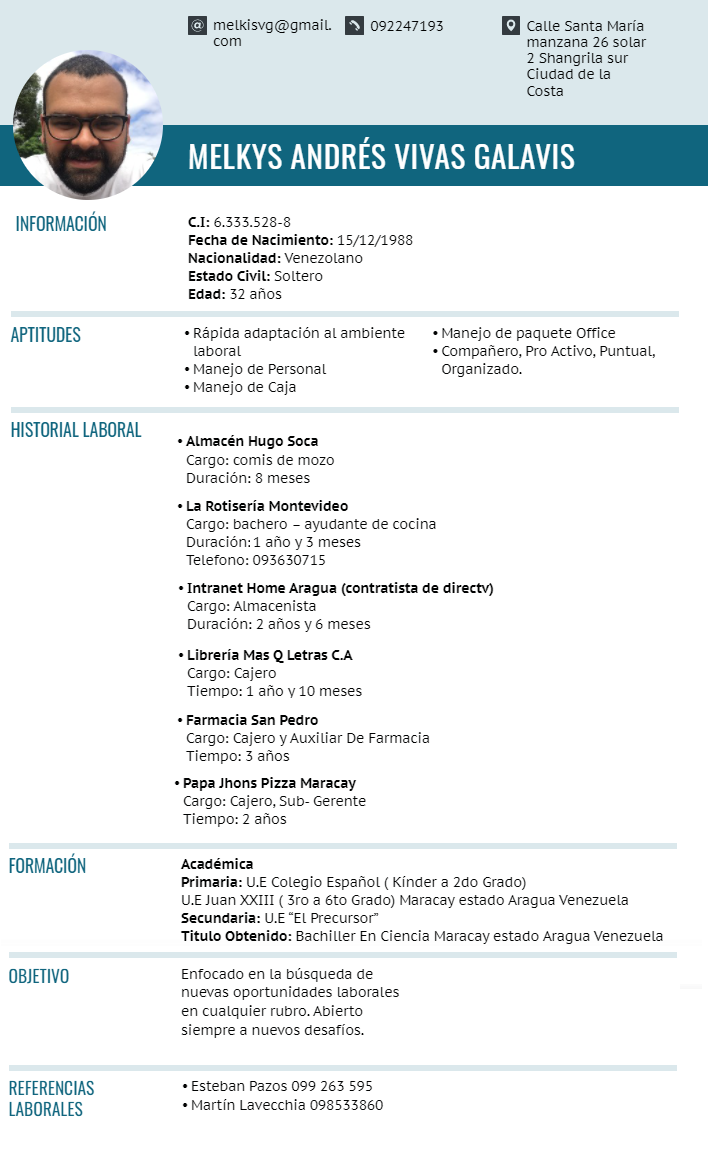 melkisvg@gmail.
com
092247193
Calle Santa María
manzana 26 solar
2 Shangrila sur
Ciudad de la
Costa
MELKYS ANDRÉS VIVAS GALAVIS
INFORMACIÓN
C.I: 6.333.528-8
Fecha de Nacimiento: 15/12/1988
Nacionalidad: Venezolano
Estado Civil: Soltero
Edad: 32 años
APTITUDES
• Rápida adaptación al ambiente
laboral
• Manejo de Personal
• Manejo de Caja
• Manejo de paquete Office
• Compañero, Pro Activo, Puntual,
Organizado.
HISTORIAL LABORAL
• Almacén Hugo Soca
Cargo: comis de mozo
Duración: 8 meses
• La Rotisería Montevideo
Cargo: bachero – ayudante de cocina
Duración: 1 año y 3 meses
Telefono: 093630715
• Intranet Home Aragua (contratista de directv)
Cargo: Almacenista
Duración: 2 años y 6 meses
• Librería Mas Q Letras C.A
Cargo: Cajero
Tiempo: 1 año y 10 meses
• Farmacia San Pedro
Cargo: Cajero y Auxiliar De Farmacia
Tiempo: 3 años
• Papa Jhons Pizza Maracay
Cargo: Cajero, Sub- Gerente
Tiempo: 2 años
FORMACIÓN
Académica
Primaria: U.E Colegio Español ( Kínder a 2do Grado)
U.E Juan XXIII ( 3ro a 6to Grado) Maracay estado Aragua Venezuela
Secundaria: U.E “El Precursor”
Titulo Obtenido: Bachiller En Ciencia Maracay estado Aragua Venezuela
OBJETIVO
Enfocado en la búsqueda de
nuevas oportunidades laborales
en cualquier rubro. Abierto
siempre a nuevos desafíos.
REFERENCIAS
LABORALES
• Esteban Pazos 099 263 595
• Martín Lavecchia 098533860